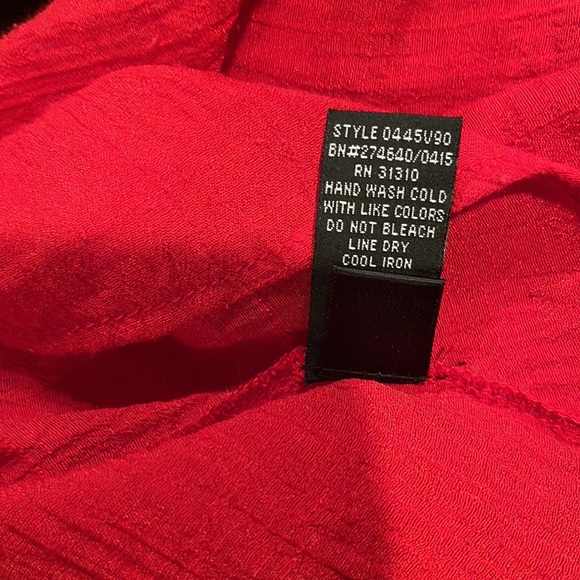 STYLE 0445V90
BN#274640/0415
RN 31310
HAND WASH COLD
WITH LIKE COLORS
DO NOT BLEACH
LINE DRY
COOL IRON